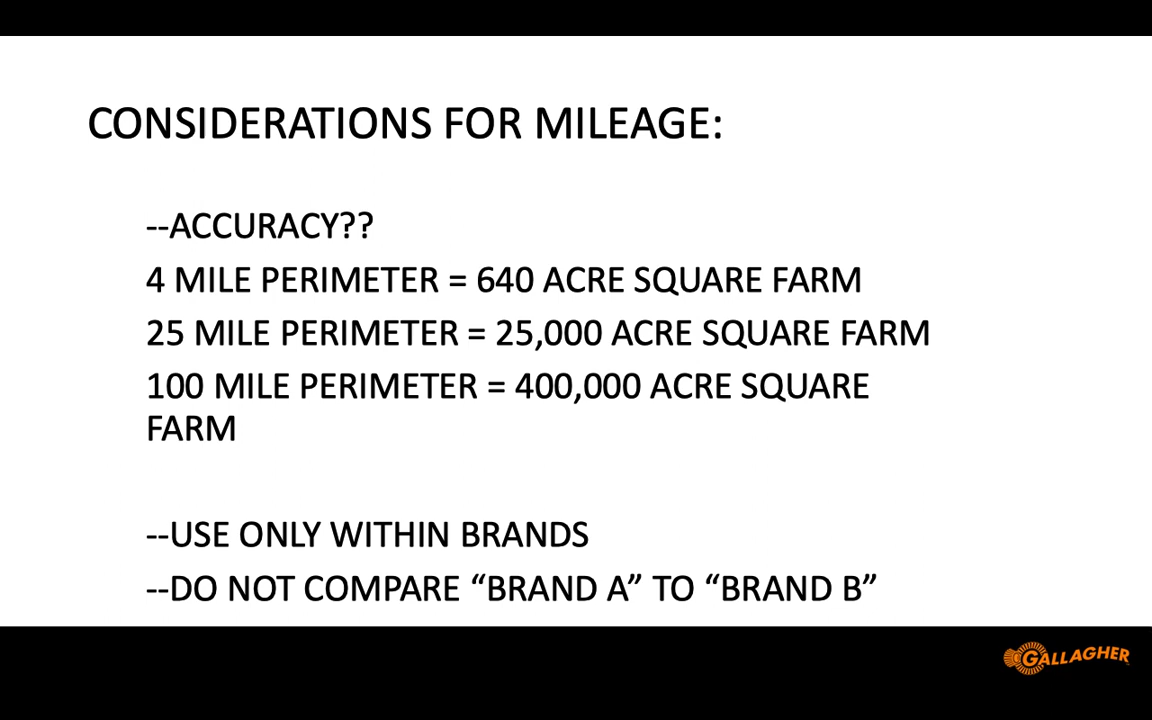 CONSIDERATIONS FOR MILEAGE:
--ACCURACY??
4 MILE PERIMETER = 640 ACRE SQUARE FARM
25 MILE PERIMETER = 25,000 ACRE SQUARE FARM
100 MILE PERIMETER = 400,000 ACRE SQUARE
FARM
--USE ONLY WITHIN BRANDS
--DO NOT COMPARE “BRAND A” TO “BRAND B”
GALLAGHER